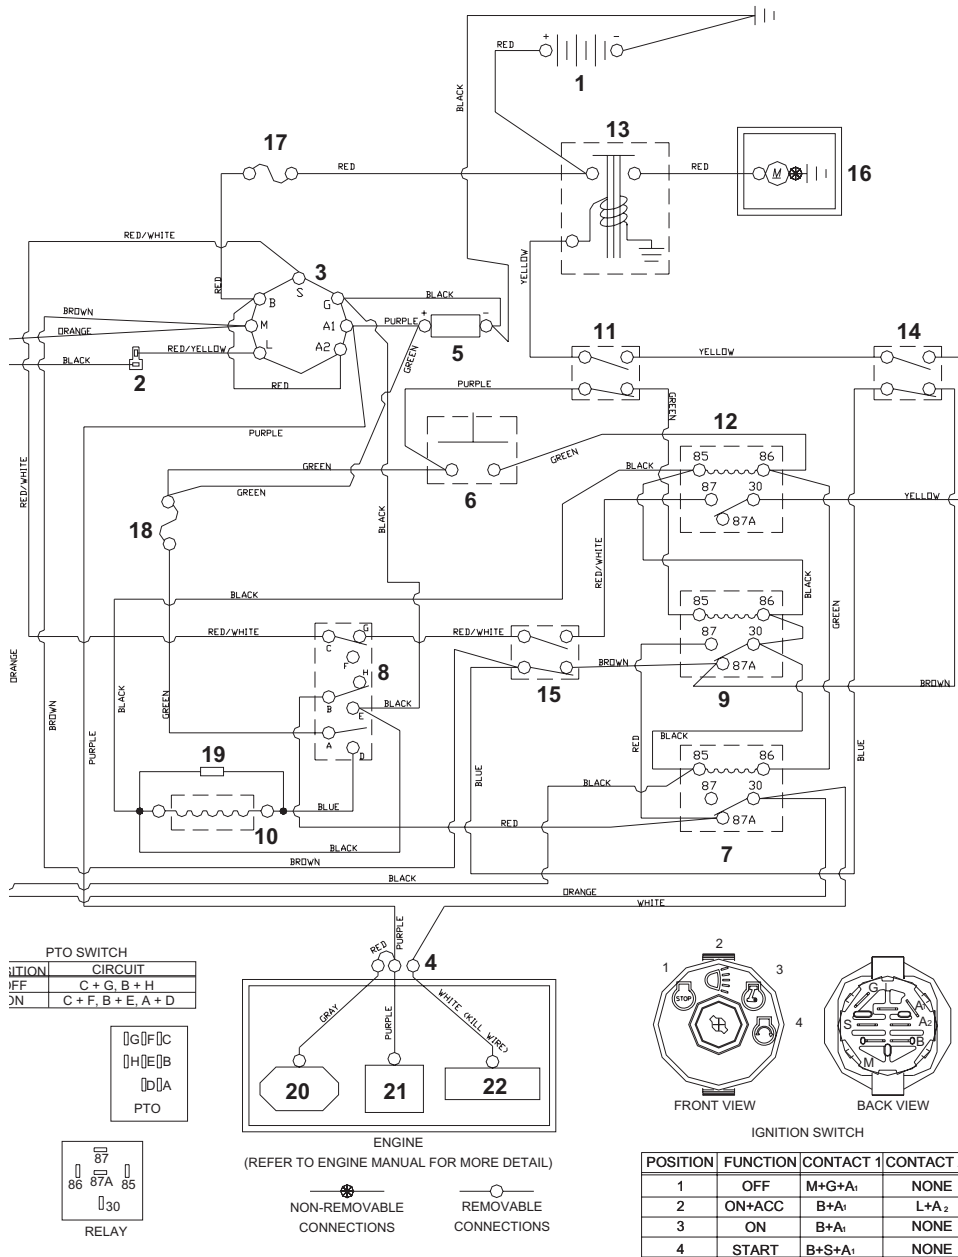 + -
RED
1
BLACK
13
17
RED
RED
M
16
RED/WHITE
YELLOW
3
RED
S
B
G
BLACK
BROWN
M
A1
PURPLE
+ -
ORANGE
11
YELLOW
14
L
A2
RED/YELLOW
BLACK
GREEN
5
2
RED
PURPLE
GREEN
12
PURPLE
GREEN
GREEN
BLACK
85 86
RED/WHITE
GREEN
6
87 30
YELLOW
87A
18
BLACK
RED/WHITE
BLACK
BLACK
GREEN
85 86
RED/WHITE
C
G
RED/WHITE
87 30
ORANGE
F
8
BROWN
87A
H
15
9
BROWN
BLACK
GREEN
B
E
BLACK
BROWN
PURPLE
A
D
BLACK
RED
BLUE
19
BLUE
BLACK
85 86
87 30
BLUE
87A
10
RED
7
BLACK
BROWN
BLACK
ORANGE
WHITE
RED
PURPLE
4
GRAY
PURPLE
WHITE (KILL WIRE)
20
21
22
ENGINE
(REFER TO ENGINE MANUAL FOR MORE DETAIL)
NON-REMOVABLE
CONNECTIONS
REMOVABLE
CONNECTIONS
PTO SWITCH
SITION CIRCUIT
FF C + G, B + H
ON C + F, B + E, A + D
G F C
H E B
D A
PTO
87
86 87A 85
30
RELAY
2
1
3
4
STOP
FRONT VIEW
G L
A1
S
A2
B
M
BACK VIEW
IGNITION SWITCH
POSITION FUNCTION CONTACT 1 CONTACT
1 OFF M+G+A1 NONE
2 ON+ACC B+A1 L+A2
3 ON B+A1 NONE
4 START B+S+A1 NONE